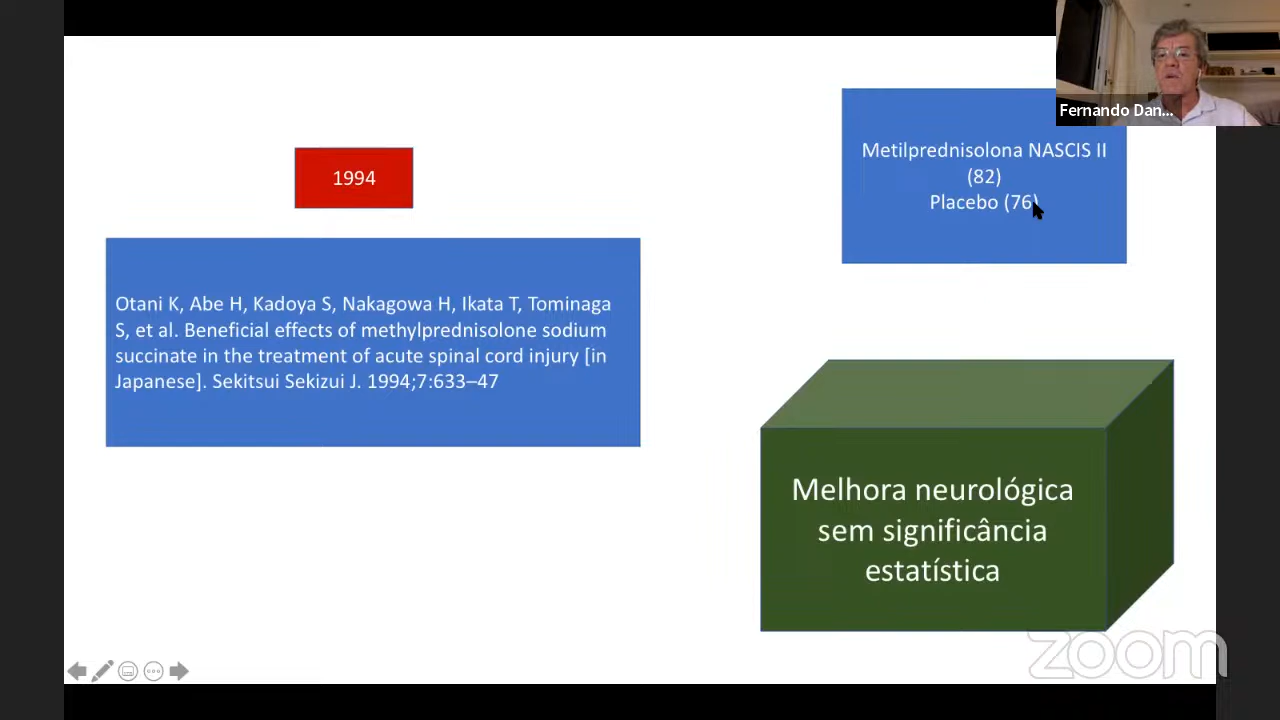 Fernando Dan...
1994
Metilprednisolona NASCIS II
(82)
Placebo (76)
Otani K, Abe H, Kadoya S, Nakagowa H, Ikata T, Tominaga
S, et al. Beneficial effects of methylprednisolone sodium
succinate in the treatment of acute spinal cord injury [in
Japanese]. Sekitsui Sekizui J. 1994;7:633–47
Melhora neurológica
sem significância
estatística
zoom